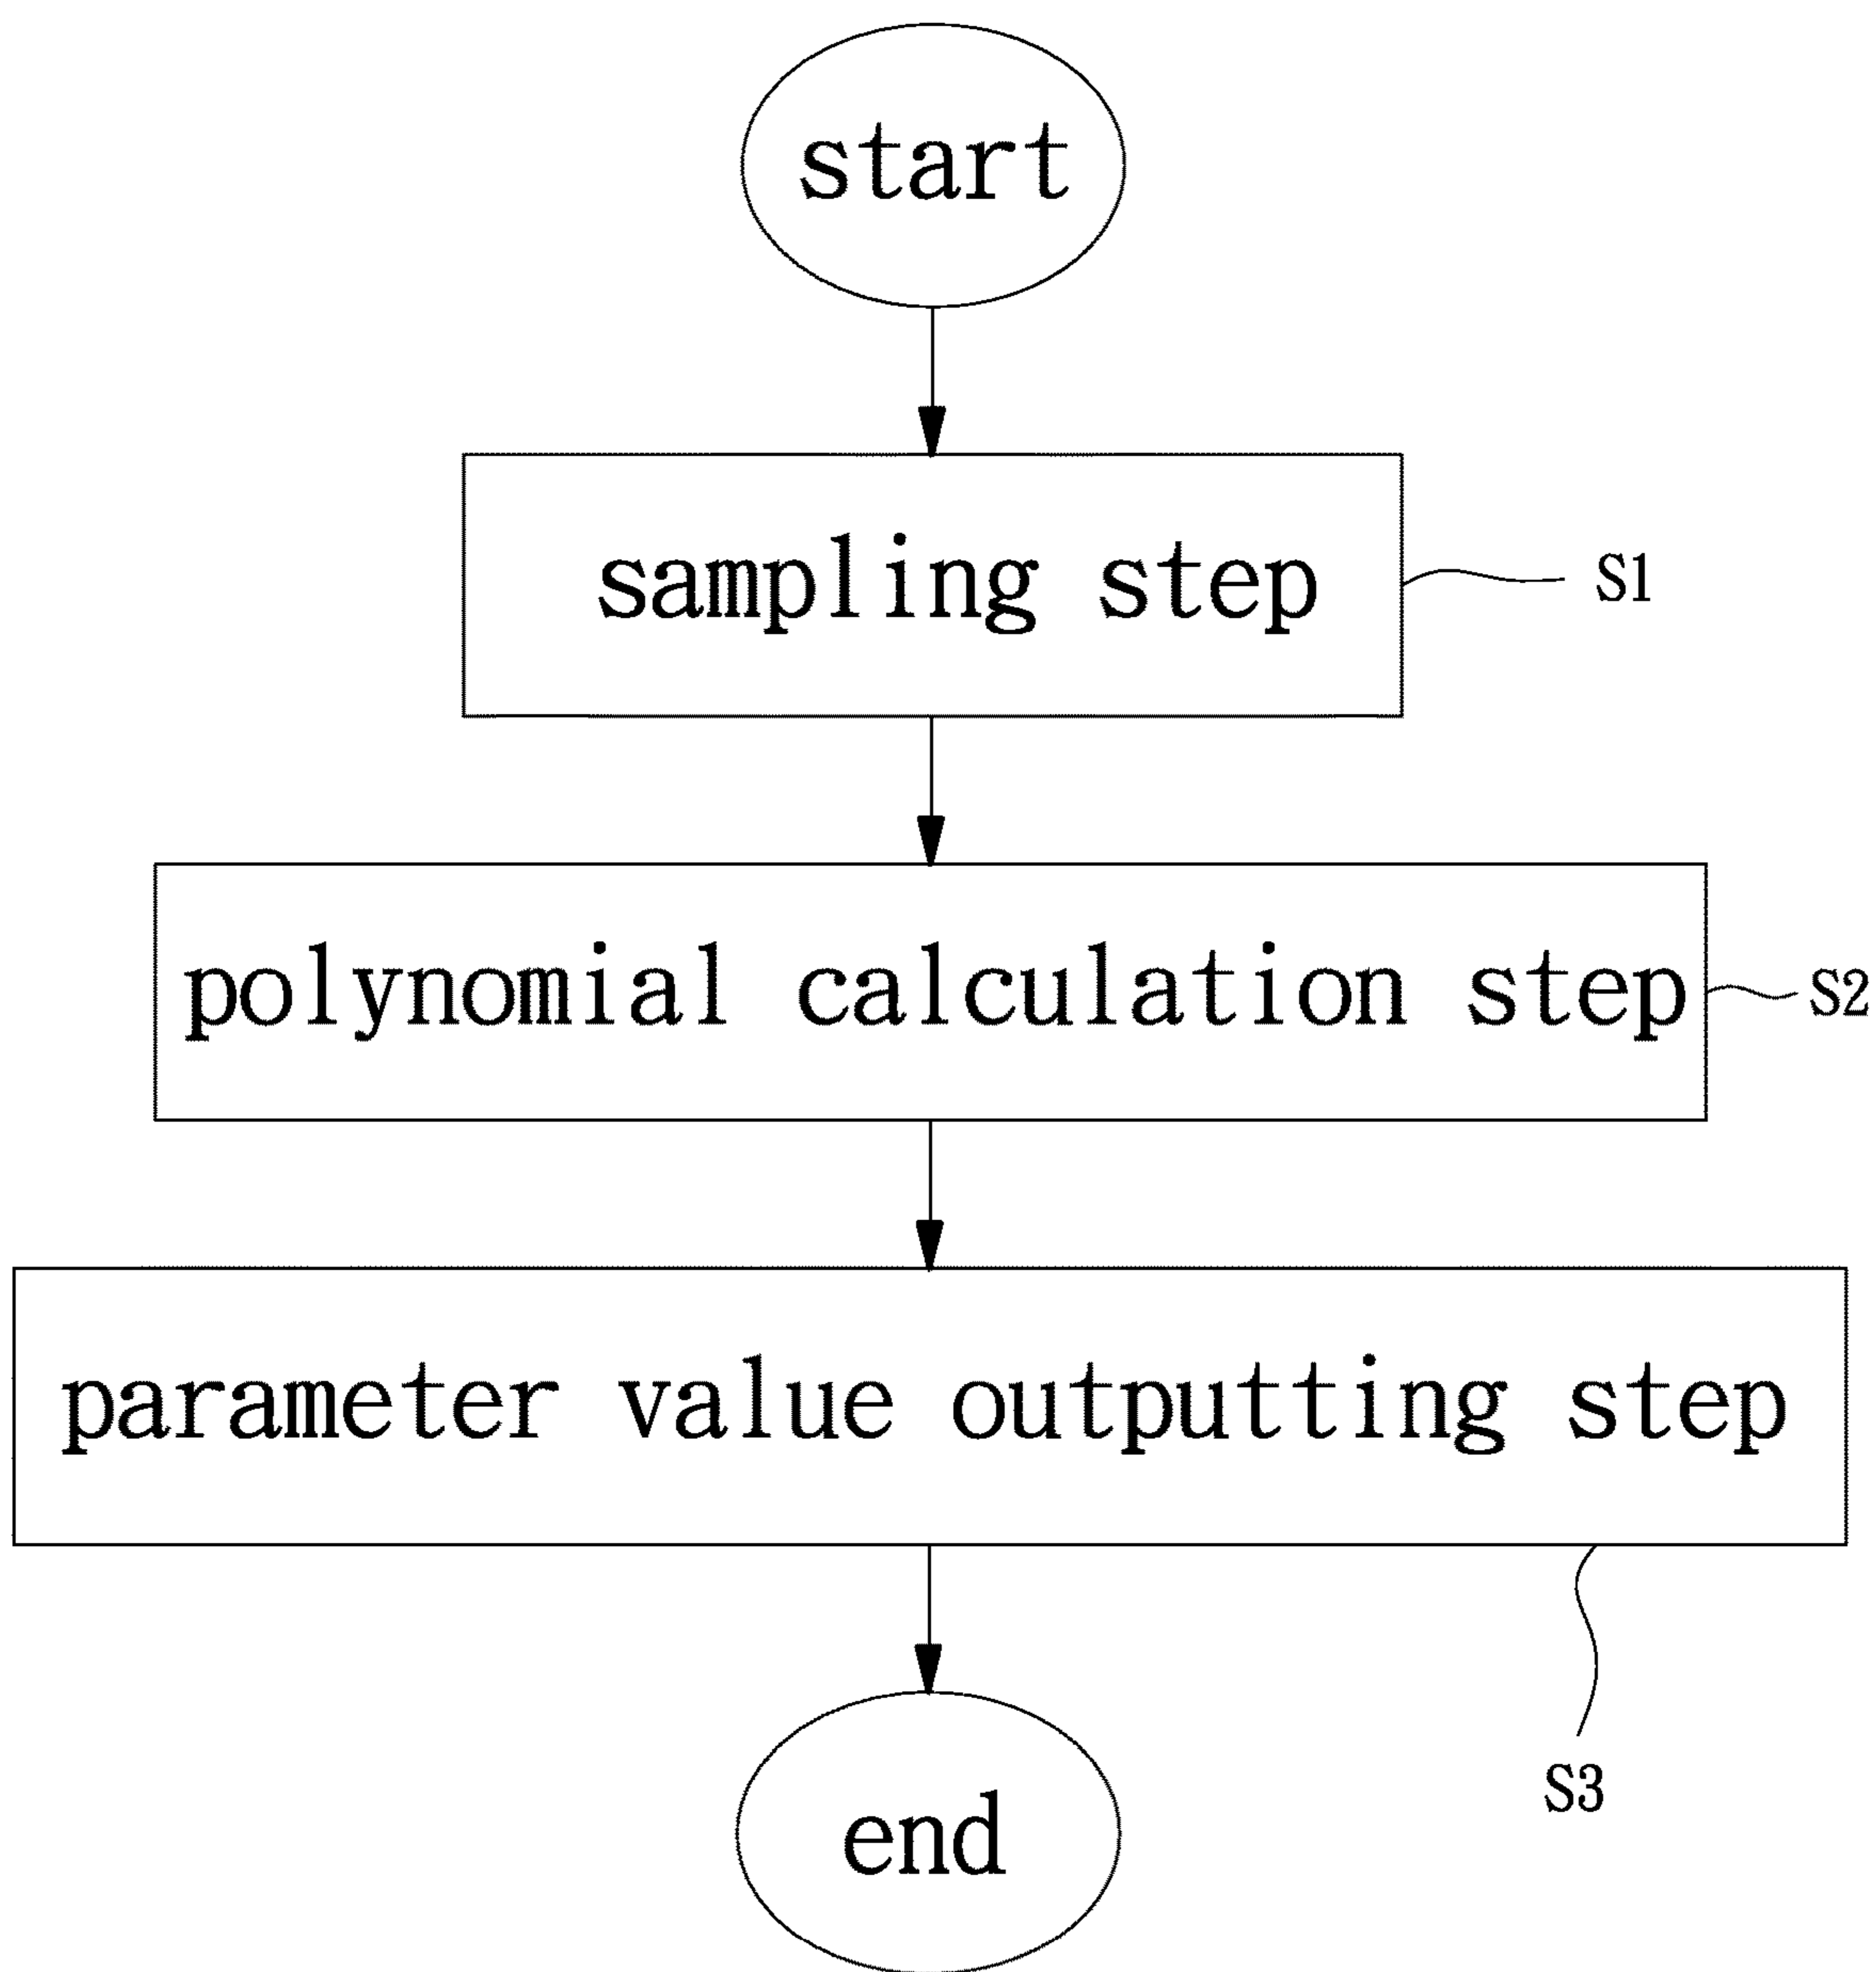 start
sampling step
S1
polynomial calculation step
S2
parameter value outputting step
S3
end